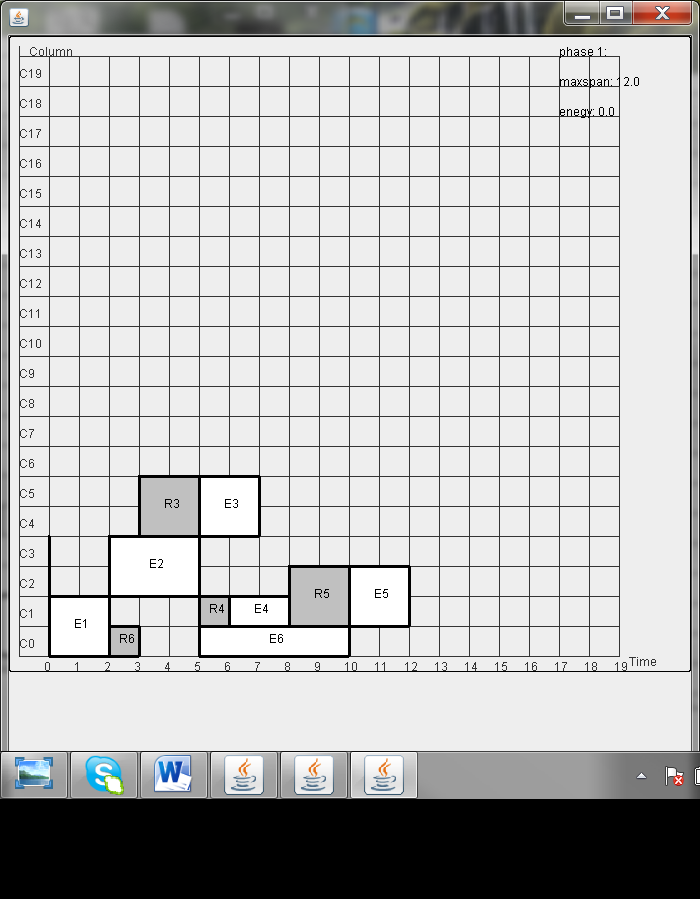 Column
phase 1:
C19
maxspan: 12.0
C18
enegy: 0.0
C17
C16
C15
C14
C13
C12
C11
C10
C9
C8
C7
C6
C5 R3 E3
C4
C3
E2
C2
R5 E5
C1 E1 R4 E4
C0 R6 E6
0 1 2 3 4 5 6 7 8 9 10 11 12 13 14 15 16 17 18 19 Time